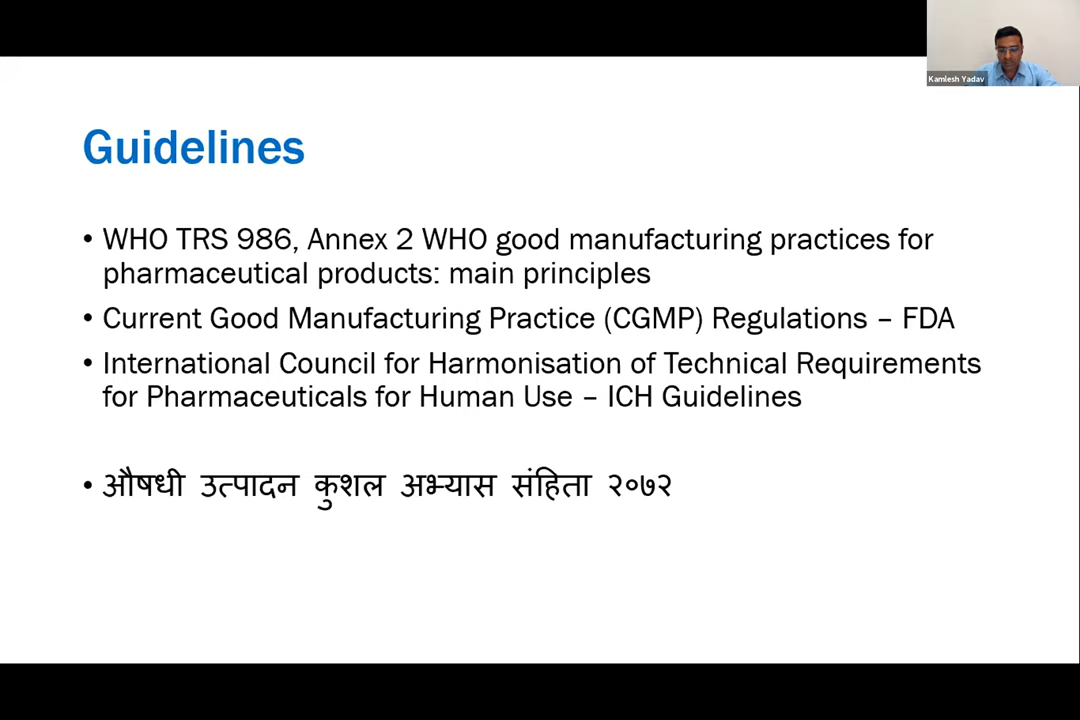 Kamlesh Yadav
Guidelines
• WHO TRS 986, Annex 2 WHO good manufacturing practices for
pharmaceutical products: main principles
• Current Good Manufacturing Practice (CGMP) Regulations – FDA
• International Council for Harmonisation of Technical Requirements
for Pharmaceuticals for Human Use – ICH Guidelines
• औषधी उत्पादन कुशल अभ्यास संहिता २०७२